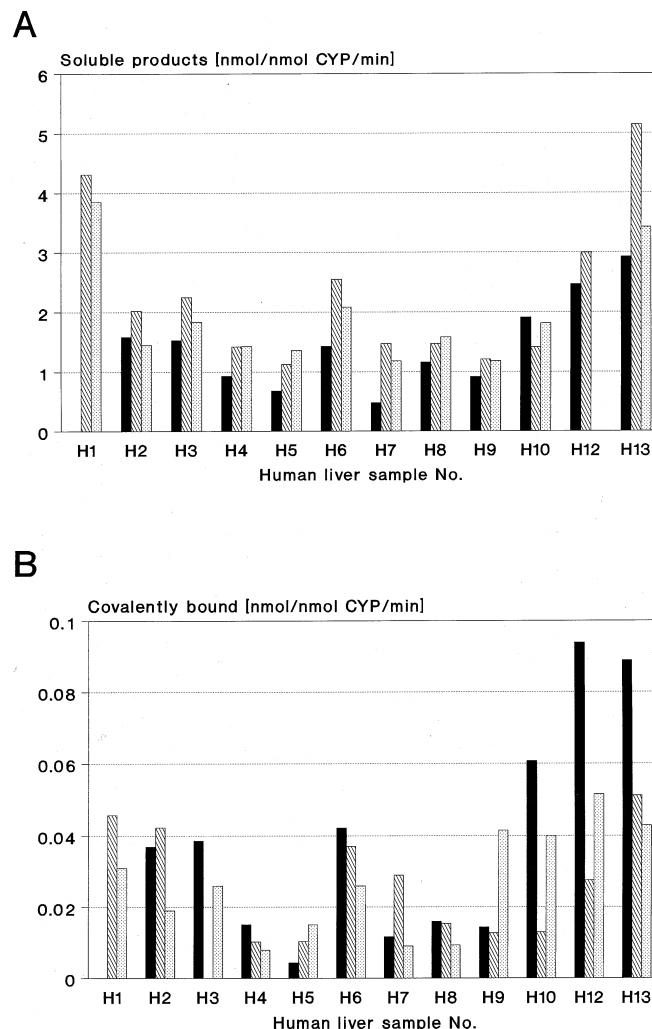 A
Soluble products [nmol/nmol CYP/min]
6
5
4
3
2
1
0
H1 H2 H3 H4 H5 H6 H7 H8 H9 H10 H12 H13
Human liver sample No.
B
Covalently bound [nmol/nmol CYP/min]
0.1
0.08
0.06
0.04
0.02
0
H1 H2 H3 H4 H5 H6 H7 H8 H9 H10 H12 H13
Human liver sample No.